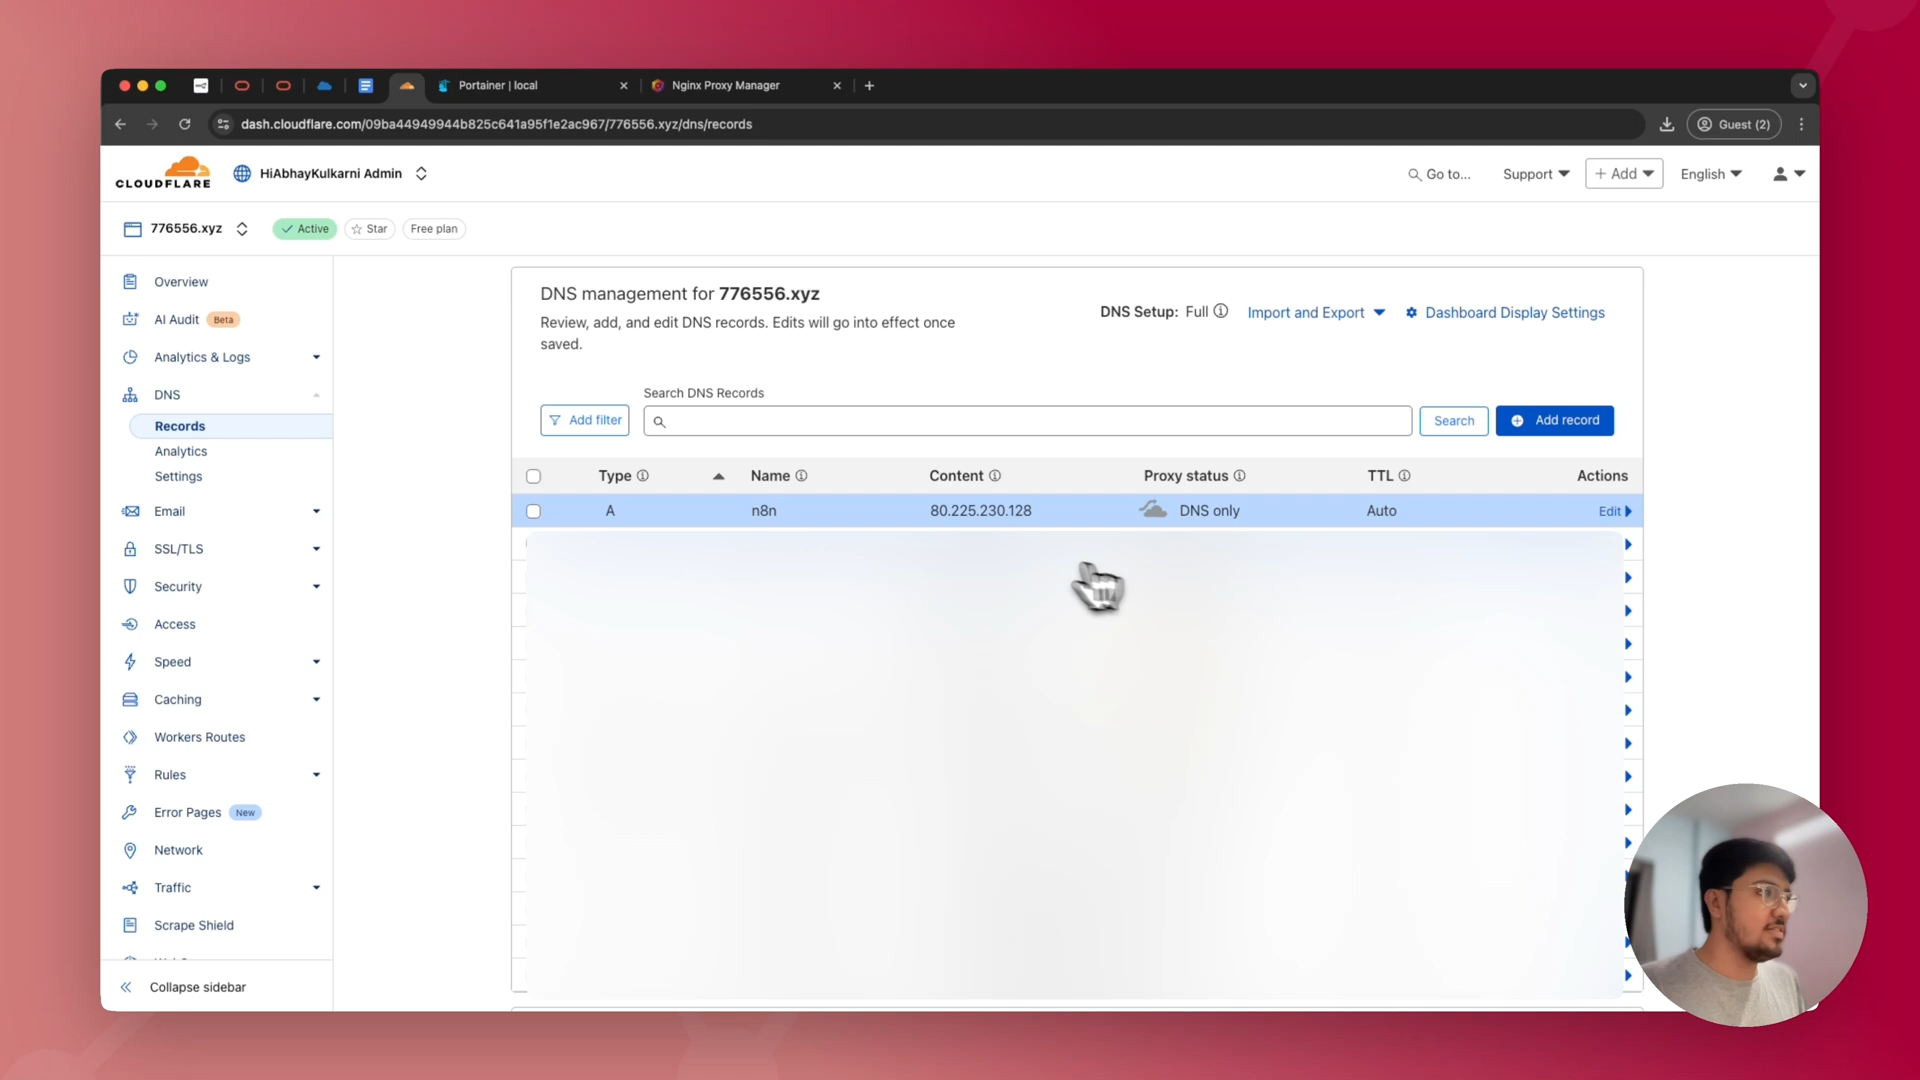 Portainer | local
Nginx Proxy Manager
dash.cloudflare.com/09ba44949944b825c641a95f1e2ac967/776556.xyz/dns/records
Guest (2)
CLOUDFLARE
HiAbhayKulkarni Admin
Go to...
Support
+ Add
English
776556.xyz
Active
Star
Free plan
Overview
AI Audit Beta
Analytics & Logs
DNS
Records
Analytics
Settings
Email
SSL/TLS
Security
Access
Speed
Caching
Workers Routes
Rules
Error Pages New
Network
Traffic
Scrape Shield
Collapse sidebar
DNS management for 776556.xyz
Review, add, and edit DNS records. Edits will go into effect once
saved.
DNS Setup: Full
Import and Export
Dashboard Display Settings
Search DNS Records
Add filter
Search
Add record
Type Name Content Proxy status TTL Actions
A n8n 80.225.230.128 DNS only Auto Edit